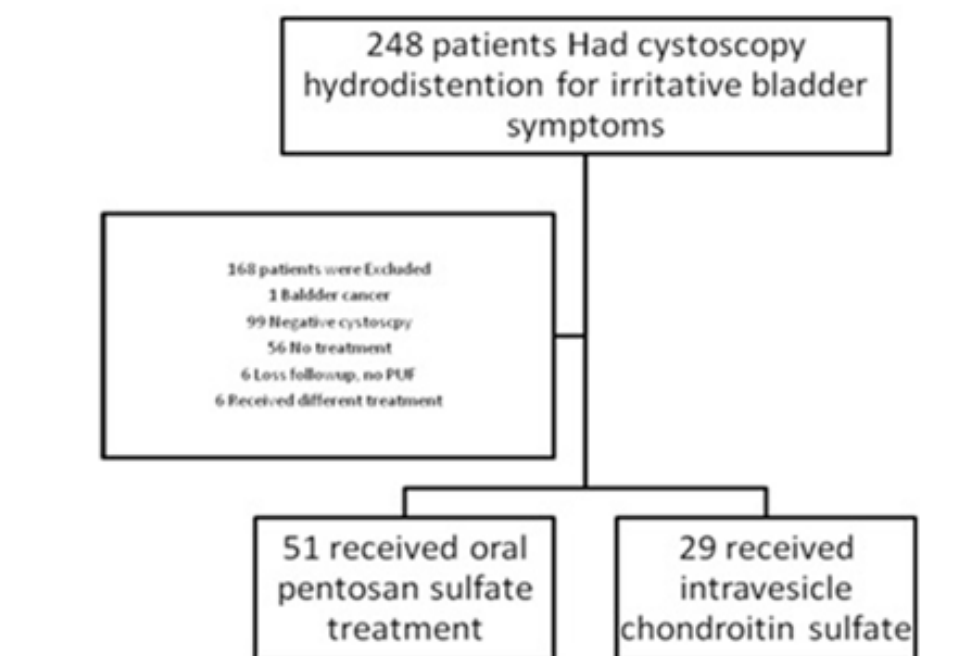 248 patients Had cystoscopy
hydrodistention for irritative bladder
symptoms
168 patients were Excluded
1 Baldder cancer
99 Negative cystoscpy
56 No treatment
6 Loss followup, no PUF
6 Received different treatment
51 received oral
pentosan sulfate
treatment
29 received
intravesicle
chondroitin sulfate